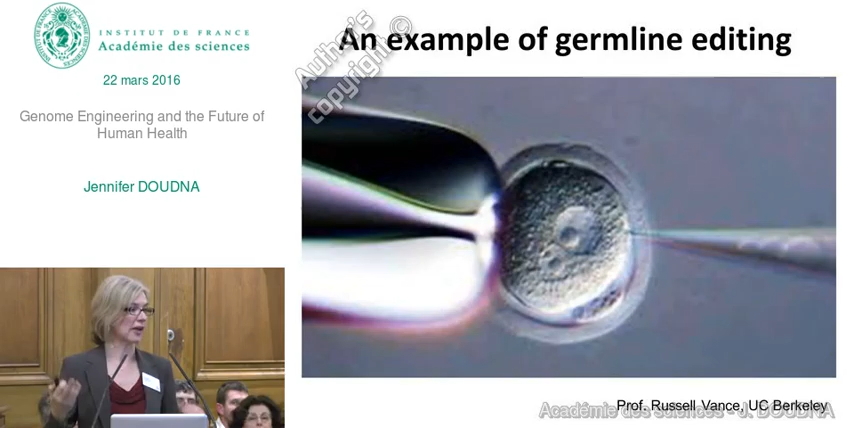 INSTITUT DE FRANCE
Académie des sciences
22 mars 2016
Genome Engineering and the Future of
Human Health
Jennifer DOUDNA
An example of germline editing
Author's
copyright ©
Prof. Russell Vance, UC Berkeley
Académie des sciences - J. DOUDNA